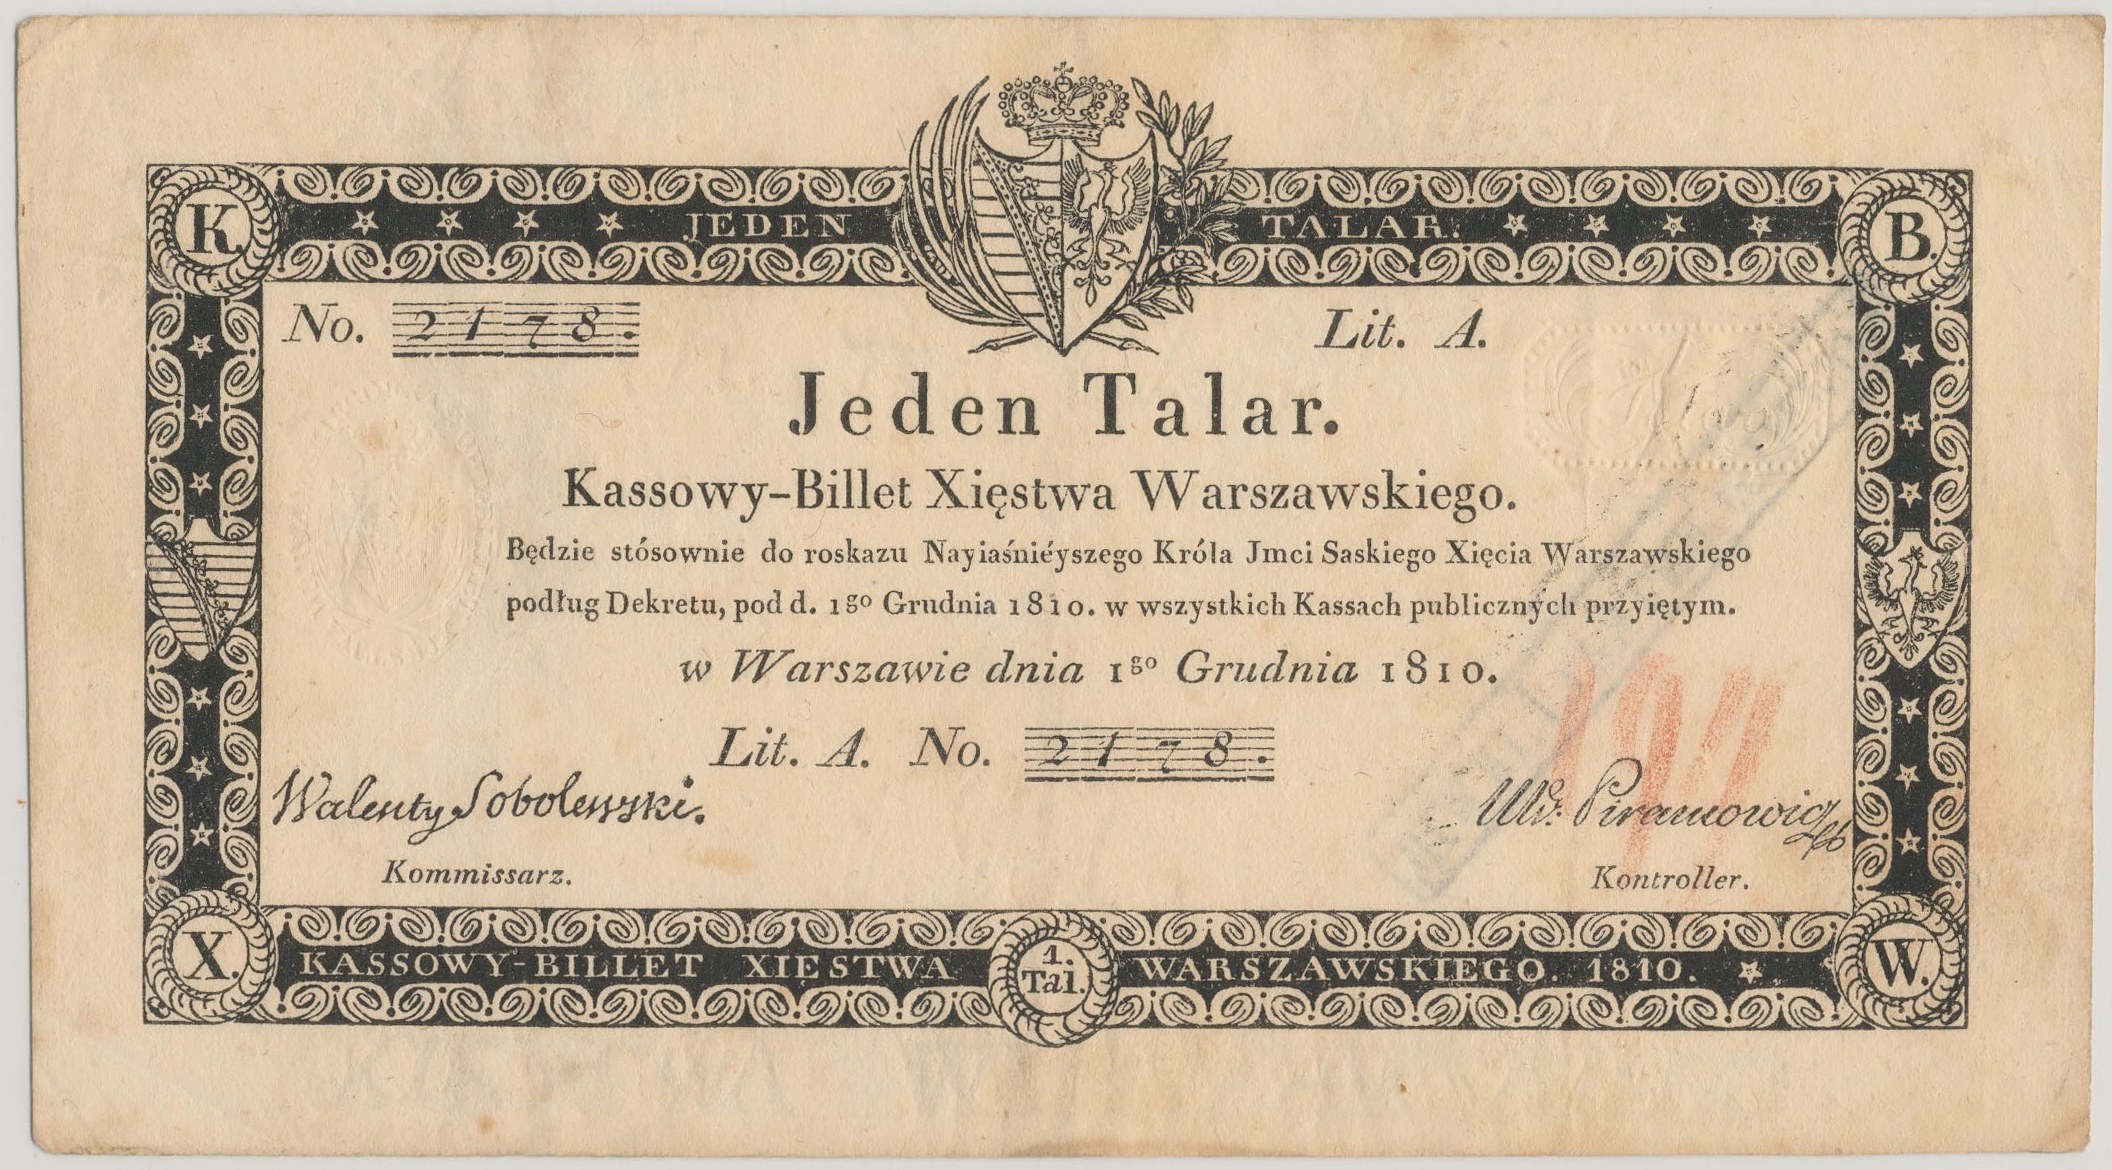 K. JEDEN TALAR. B.
No. 2178. Lit. A.
Jeden Talar.
Kassowy-Billet Xięstwa Warszawskiego.
Będzie stósownie do roskazu Nayiaśniéyszego Króla Jmci Saskiego Xięcia Warszawskiego
podług Dekretu, pod d. 1go Grudnia 1810. w wszystkich Kassach publicznych przyiętym.
w Warszawie dnia 1go Grudnia 1810.
Lit. A. No. 2178.
Walenty Sobolewski.
Kommissarz.
Kontroller.
X. KASSOWY-BILLET XIĘSTWA 1. Tal. WARSZAWSKIEGO. 1810. W.